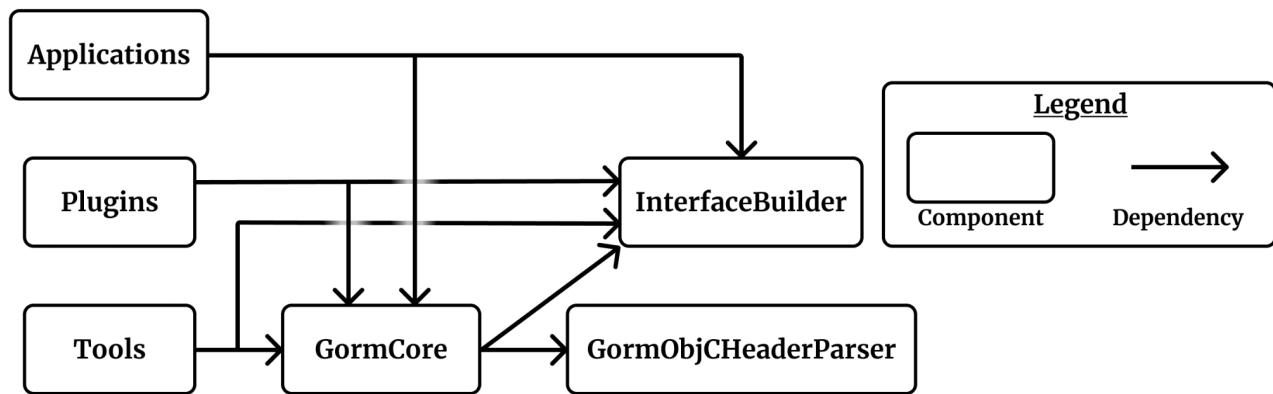 Applications
Legend
Component
Dependency
Plugins
InterfaceBuilder
Tools
GormCore
GormObjCHeaderParser